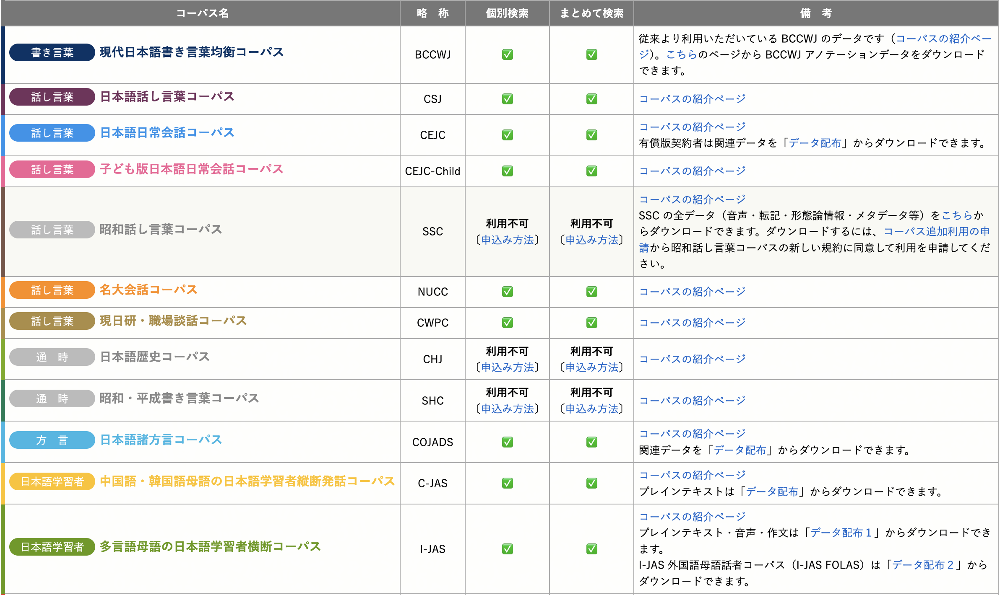 コーパス名 略　称 個別検索 まとめて検索 備　考
書き言葉 現代日本語書き言葉均衡コーパス BCCWJ ✅ ✅ 従来より利用いただいている BCCWJ のデータです（コーパスの紹介ペー
ジ）。こちらのページから BCCWJ アノテーションデータをダウンロード
できます。
話し言葉 日本語話し言葉コーパス CSJ ✅ ✅ コーパスの紹介ページ
話し言葉 日本語日常会話コーパス CEJC ✅ ✅ コーパスの紹介ページ
有償版契約者は関連データを「データ配布」からダウンロードできます。
話し言葉 子ども版日本語日常会話コーパス CEJC-Child ✅ ✅ コーパスの紹介ページ
話し言葉 昭和話し言葉コーパス SSC 利用不可
〔申込み方法〕 利用不可
〔申込み方法〕 コーパスの紹介ページ
SSC の全データ（音声・転記・形態論情報・メタデータ等）をこちらか
らダウンロードできます。ダウンロードするには、コーパス追加利用の申
請から昭和話し言葉コーパスの新しい規約に同意して利用を申請してくだ
さい。
話し言葉 名大会話コーパス NUCC ✅ ✅ コーパスの紹介ページ
話し言葉 現日研・職場談話コーパス CWPC ✅ ✅ コーパスの紹介ページ
通　時 日本語歴史コーパス CHJ 利用不可
〔申込み方法〕 利用不可
〔申込み方法〕 コーパスの紹介ページ
通　時 昭和・平成書き言葉コーパス SHC 利用不可
〔申込み方法〕 利用不可
〔申込み方法〕 コーパスの紹介ページ
方　言 日本語諸方言コーパス COJADS ✅ ✅ コーパスの紹介ページ
関連データを「データ配布」からダウンロードできます。
日本語学習者 中国語・韓国語母語の日本語学習者縦断発話コーパス C-JAS ✅ ✅ コーパスの紹介ページ
プレインテキストは「データ配布」からダウンロードできます。
日本語学習者 多言語母語の日本語学習者横断コーパス I-JAS ✅ ✅ コーパスの紹介ページ
プレインテキスト・音声・作文は「データ配布１」からダウンロードでき
ます。
I-JAS 外国語母語話者コーパス（I-JAS FOLAS）は「データ配布２」から
ダウンロードできます。